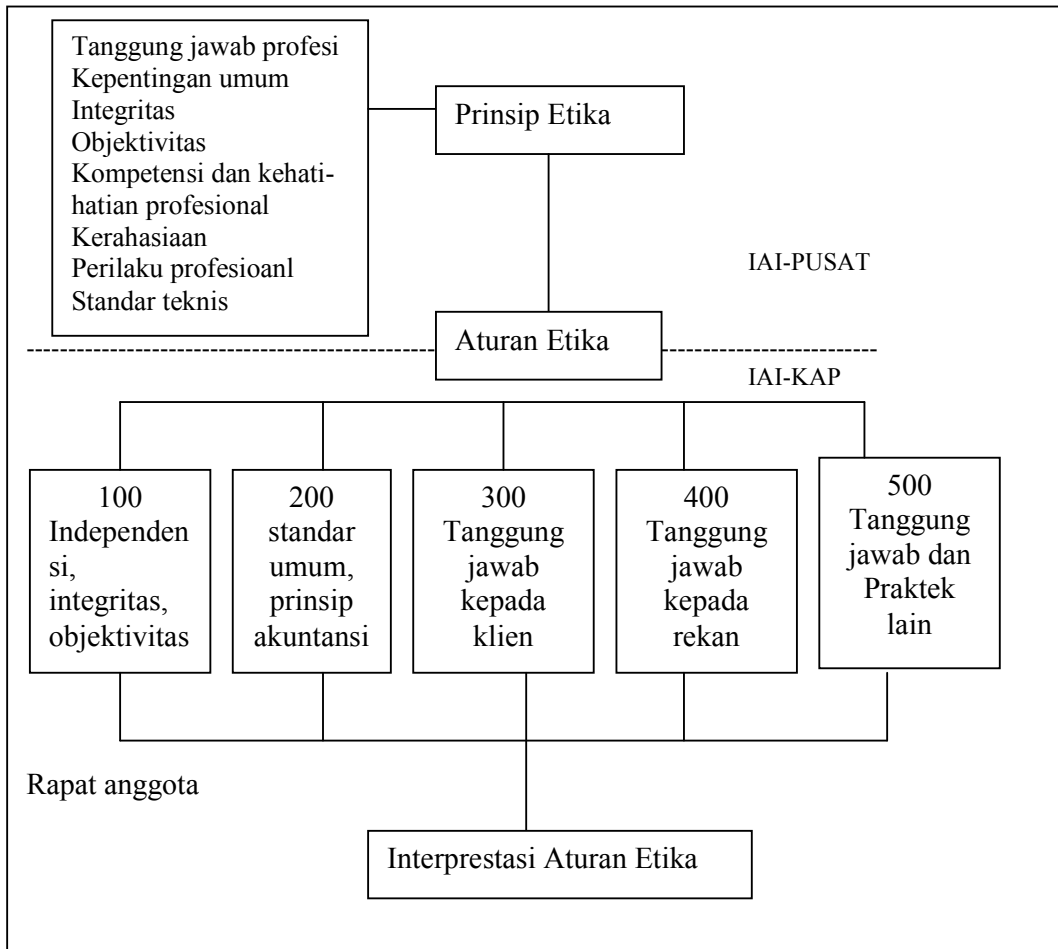 Tanggung jawab profesi
Kepentingan umum
Integritas
Objektivitas
Kompetensi dan kehati-
hatian profesional
Kerahasiaan
Perilaku profesioanl
Standar teknis
Prinsip Etika
IAI-PUSAT
Aturan Etika
IAI-KAP
100
Independen
si,
integritas,
objektivitas
200
standar
umum,
prinsip
akuntansi
300
Tanggung
jawab
kepada
klien
400
Tanggung
jawab
kepada
rekan
500
Tanggung
jawab dan
Praktek
lain
Rapat anggota
Interprestasi Aturan Etika